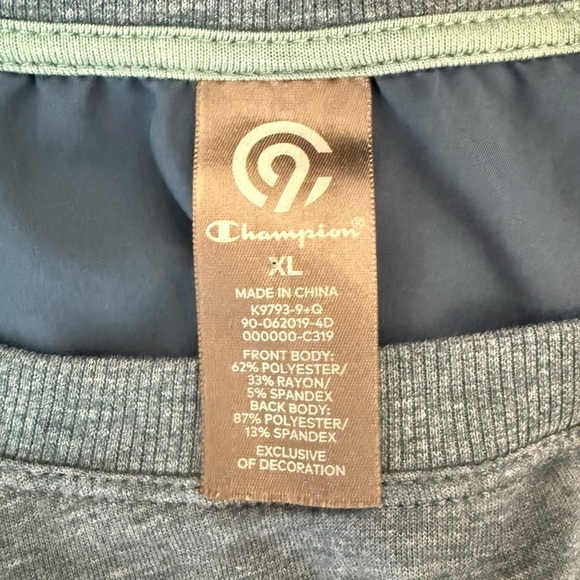 C9
Champion®
XL
MADE IN CHINA
K9793-9+Q
90-062019-4D
000000-C319
FRONT BODY:
62% POLYESTER/
33% RAYON/
5% SPANDEX
BACK BODY:
87% POLYESTER/
13% SPANDEX
EXCLUSIVE
OF DECORATION